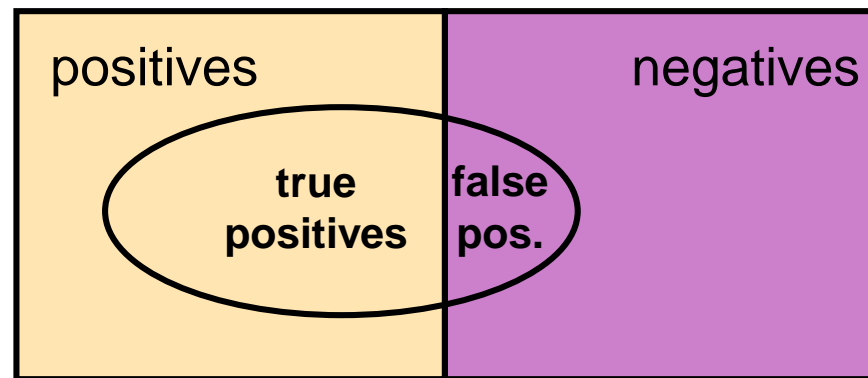 positives
negatives
true
positives
false
pos.